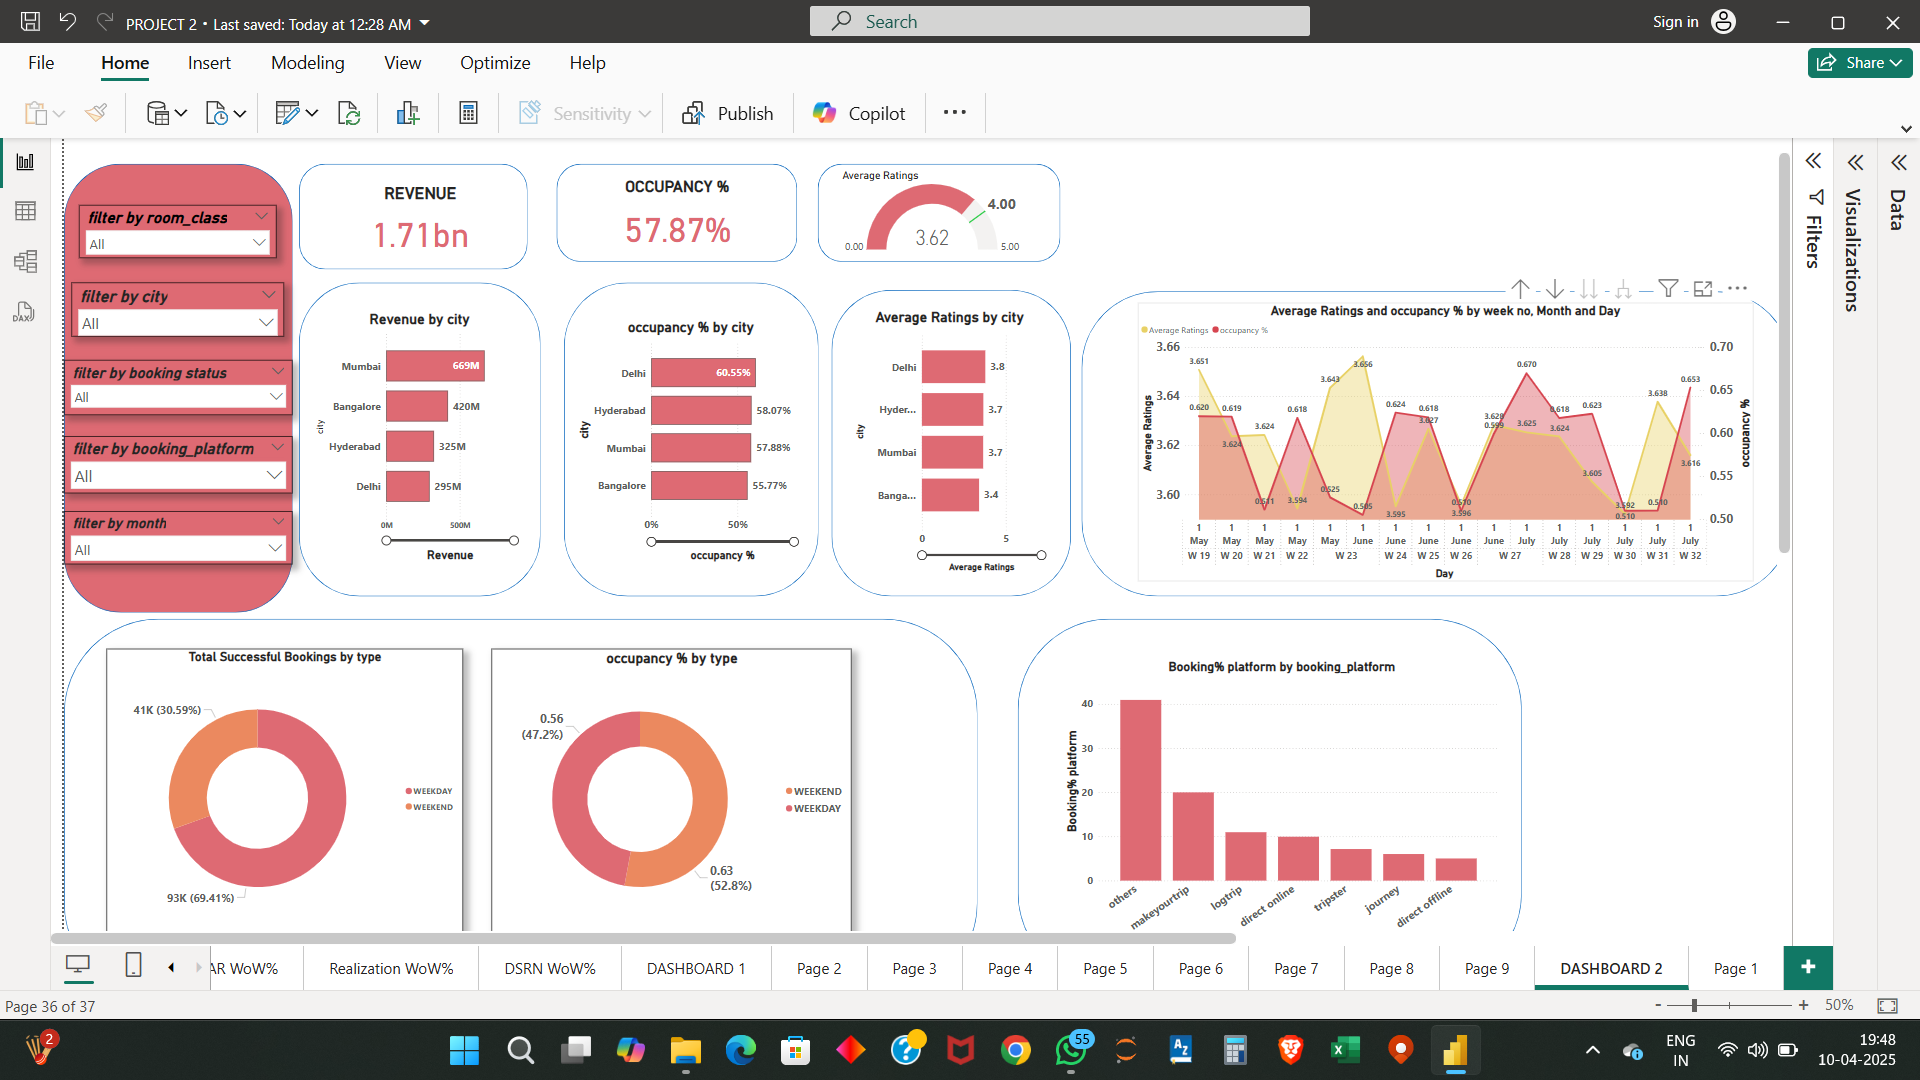 PROJECT 2 • Last saved: Today at 12:28 AM
Search
Sign in
File
Home
Insert
Modeling
View
Optimize
Help
Share
Sensitivity
Publish
Copilot
DAX
filter by room_class
All
filter by city
All
filter by booking status
All
filter by booking_platform
All
filter by month
All
REVENUE
1.71bn
OCCUPANCY %
57.87%
Average Ratings
4.00
3.62
0.00
5.00
Revenue by city
city
Mumbai
669M
Bangalore
420M
Hyderabad
325M
Delhi
295M
0M
500M
Revenue
occupancy % by city
city
Delhi
60.55%
Hyderabad
58.07%
Mumbai
57.88%
Bangalore
55.77%
0%
50%
occupancy %
Average Ratings by city
city
Delhi
3.8
Hyder...
3.7
Mumbai
3.7
Banga...
3.4
0
5
Average Ratings
Average Ratings and occupancy % by week no, Month and Day
Average Ratings
occupancy %
3.66
3.64
3.62
3.60
Average Ratings
0.70
0.65
0.60
0.55
0.50
occupancy %
3.651
3.624
3.624
3.594
3.643
3.656
3.595
3.627
3.596
3.628
3.625
3.624
3.605
3.592
3.638
3.616
0.620
0.619
0.511
0.618
0.525
0.505
0.624
0.618
0.510
0.599
0.670
0.618
0.623
0.510
0.510
0.653
1 1 1 1 1 1 1 1 1 1 1 1 1 1 1 1
May May May May May June June June June June July July July July July July
W 19 W 20 W 21 W 22 W 23 W 24 W 25 W 26 W 27 W 28 W 29 W 30 W 31 W 32
Day
Total Successful Bookings by type
41K (30.59%)
93K (69.41%)
WEEKDAY
WEEKEND
occupancy % by type
0.56
(47.2%)
0.63
(52.8%)
WEEKEND
WEEKDAY
Booking% platform by booking_platform
Booking% platform
40
30
20
10
0
others
makeyourtrip
logtrip
direct online
tripster
journey
direct offline
Filters
Visualizations
Data
AR WoW%
Realization WoW%
DSRN WoW%
DASHBOARD 1
Page 2
Page 3
Page 4
Page 5
Page 6
Page 7
Page 8
Page 9
DASHBOARD 2
Page 1
Page 36 of 37
50%
2
55
ENG
IN
19:48
10-04-2025